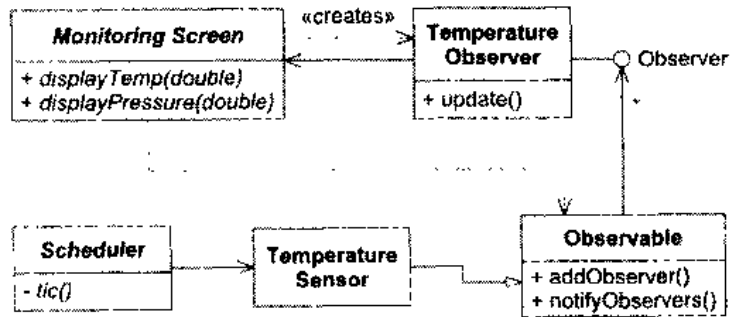 «creates»
Monitoring Screen
+ displayTemp(double)
+ displayPressure(double)
Temperature
Observer
+ update()
Observer
*
Scheduler
- tic()
Temperature
Sensor
Observable
+ addObserver()
+ notifyObservers()